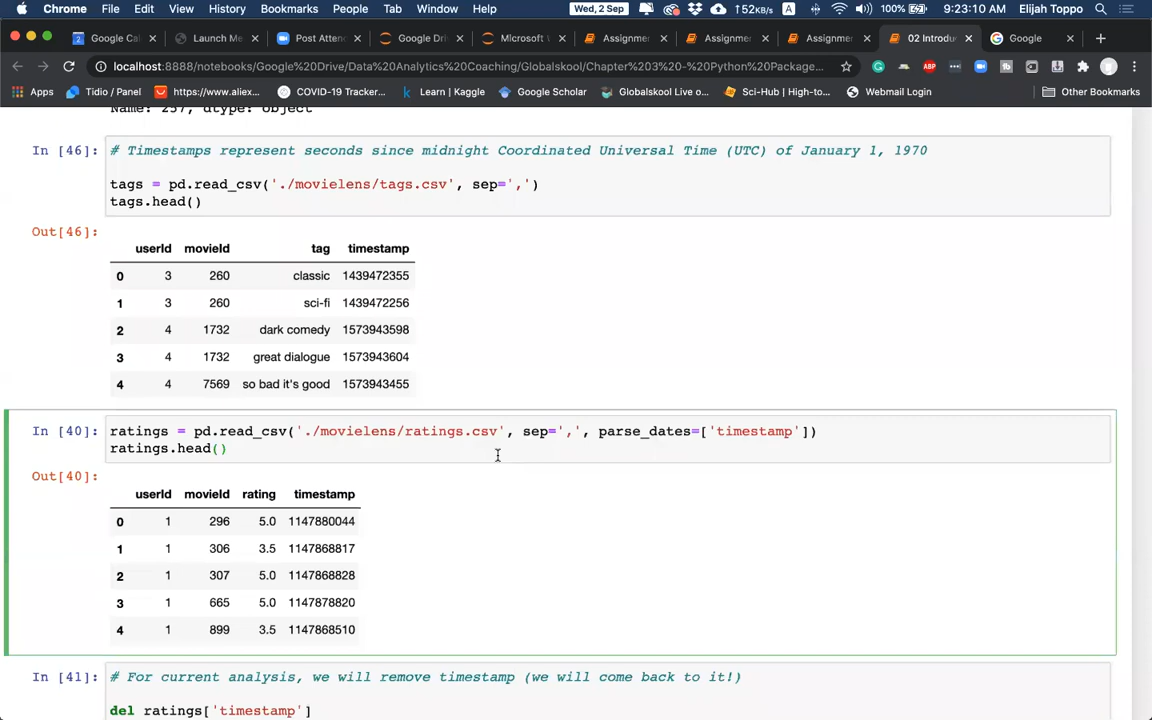 Chrome File Edit View History Bookmarks People Tab Window Help Wed, 2 Sep 52KB/s A 100% 9:23:10 AM Elijah Toppo
Google Cal Launch Me Post Atten Google Dri Microsoft Assignme Assignme Assignm 02 Introdu Google
localhost:8888/notebooks/Google%20Drive/Data%20Analytics%20Coaching/Globalskool/Chapter%203%20-%20Python%20Package...
Apps Tidio / Panel https://www.aliex... COVID-19 Tracker... Learn | Kaggle Google Scholar Globalskool Live o... Sci-Hub | High-to... Webmail Login Other Bookmarks
Name: 257, dtype: object
In [46]: # Timestamps represent seconds since midnight Coordinated Universal Time (UTC) of January 1, 1970
tags = pd.read_csv('./movielens/tags.csv', sep=',')
tags.head()
Out[46]:
userId movieId tag timestamp
0 3 260 classic 1439472355
1 3 260 sci-fi 1439472256
2 4 1732 dark comedy 1573943598
3 4 1732 great dialogue 1573943604
4 4 7569 so bad it's good 1573943455
In [40]: ratings = pd.read_csv('./movielens/ratings.csv', sep=',', parse_dates=['timestamp'])
ratings.head()
Out[40]:
userId movieId rating timestamp
0 1 296 5.0 1147880044
1 1 306 3.5 1147868817
2 1 307 5.0 1147868828
3 1 665 5.0 1147878820
4 1 899 3.5 1147868510
In [41]: # For current analysis, we will remove timestamp (we will come back to it!)
del ratings['timestamp']